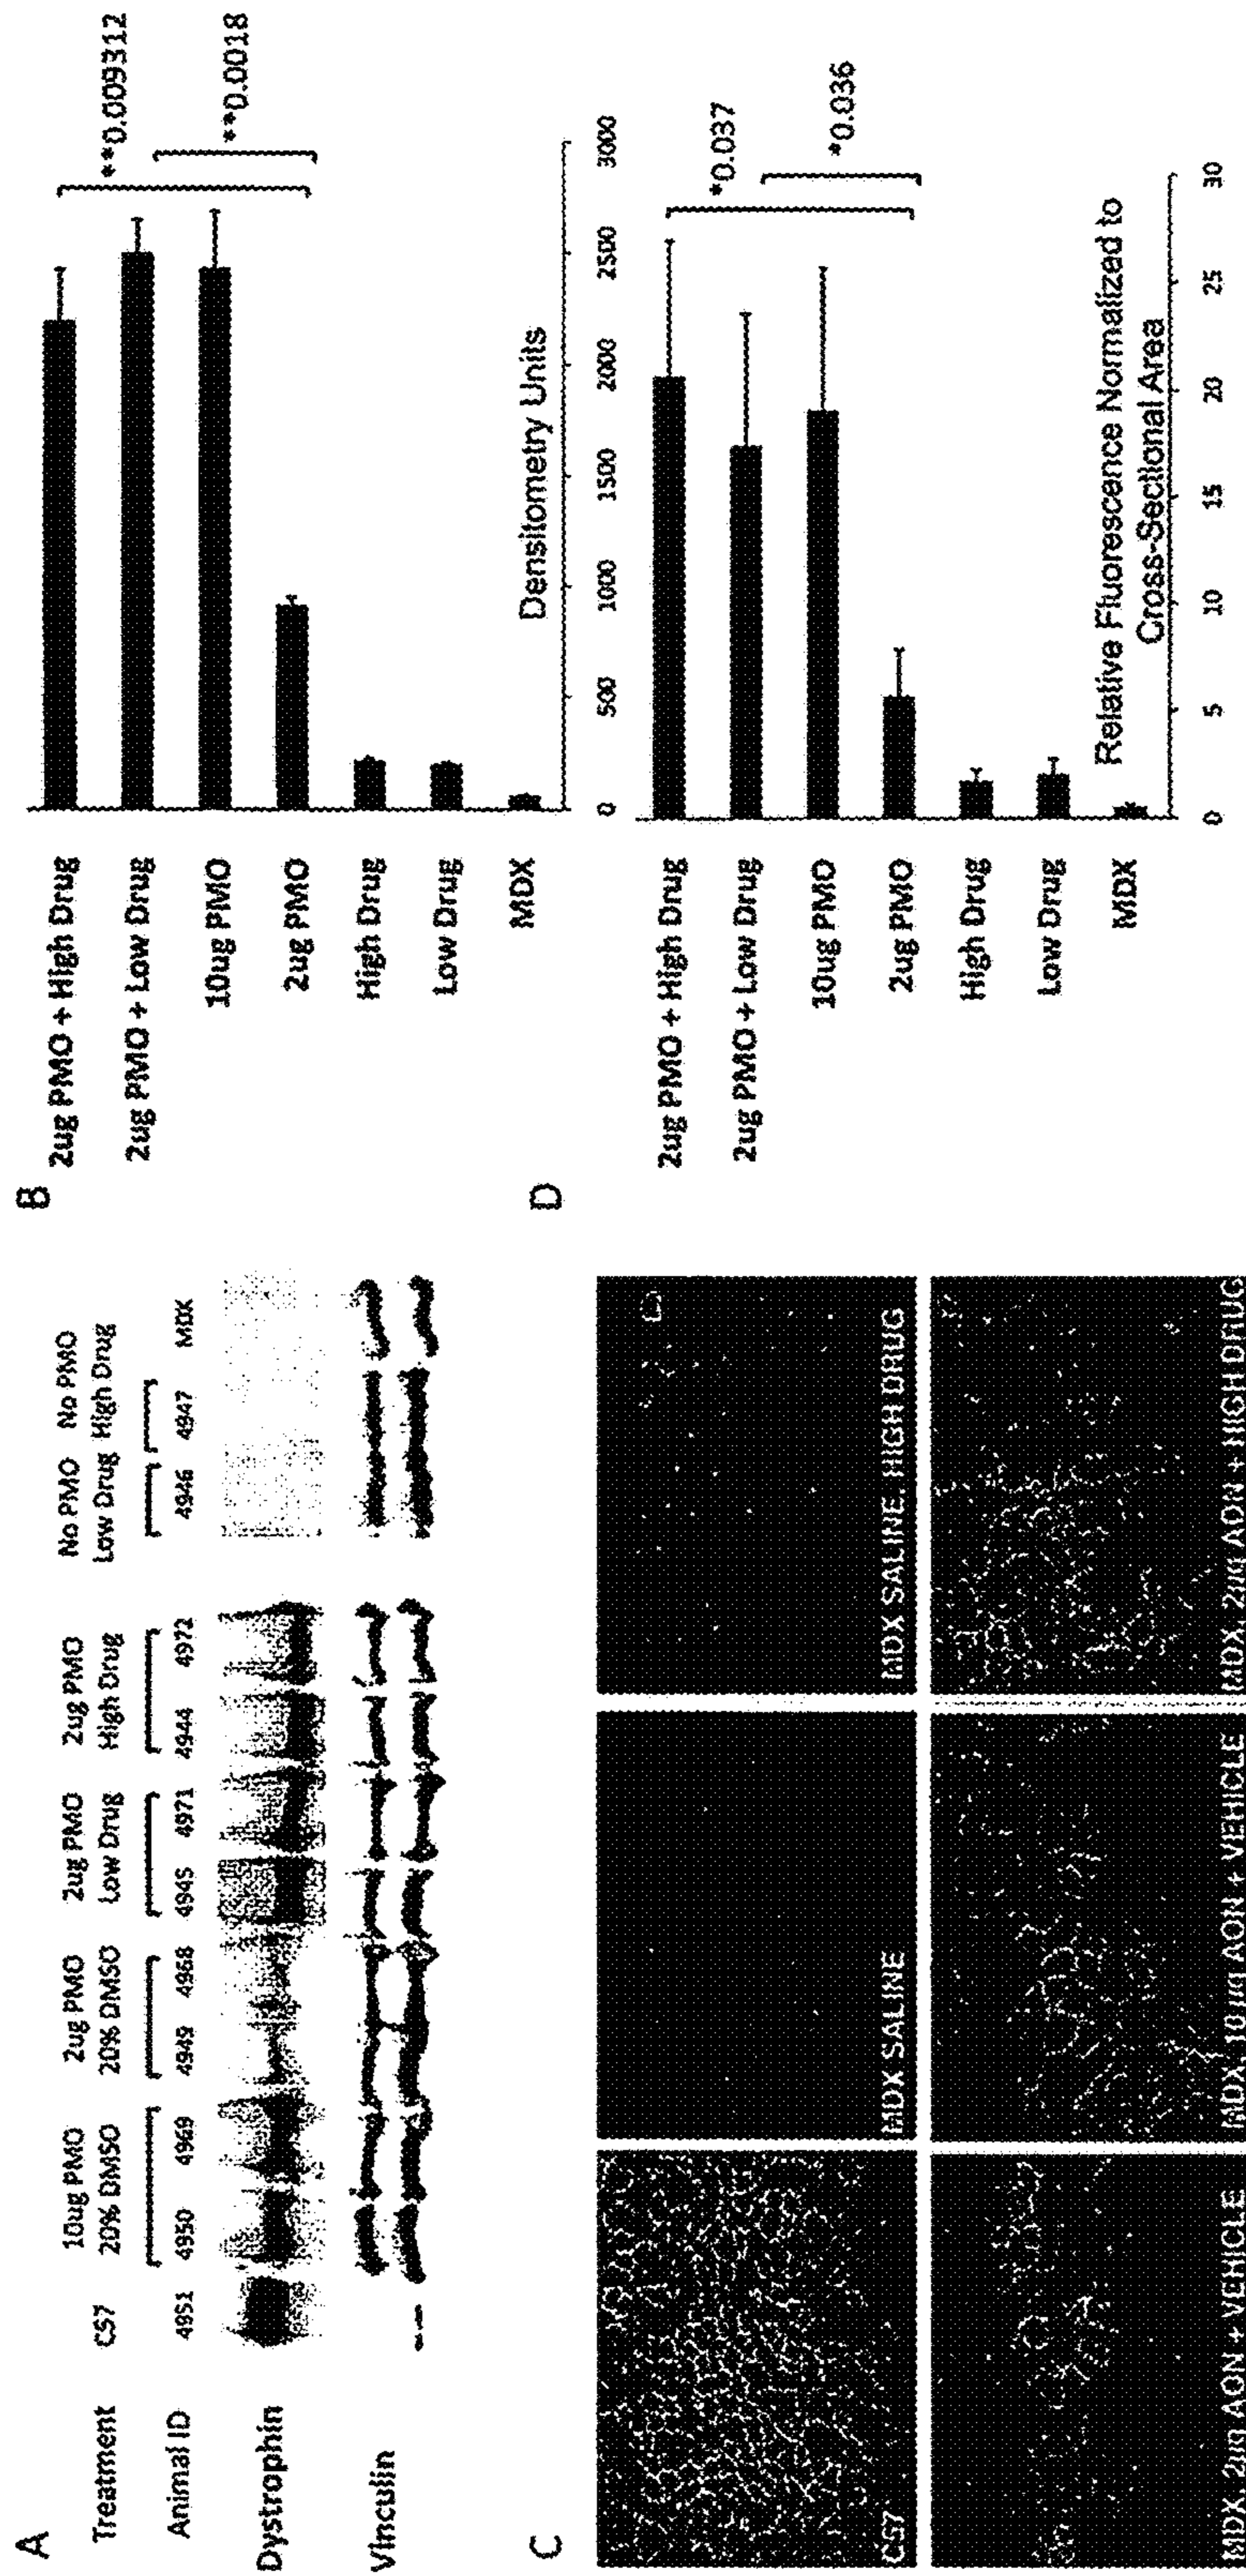 A
Treatment C57 10ug PMO 2ug PMO 2ug PMO 2ug PMO No PMO No PMO
20% DMSO 20% DMSO Low Drug High Drug Low Drug High Drug
Animal ID 4951 4950 4969 4949 4968 4945 4971 4944 4972 4946 4947 MDX
Dystrophin
Vinculin
B
2ug PMO + High Drug
2ug PMO + Low Drug
10ug PMO
2ug PMO
High Drug
Low Drug
MDX
**0.009312
**0.0018
Densitometry Units
0 500 1000 1500 2000 2500 3000
C
C57
MDX SALINE
MDX SALINE, HIGH DRUG
MDX, 2µg AON + VEHICLE
MDX, 10µg AON + VEHICLE
MDX, 2µg AON + HIGH DRUG
D
2ug PMO + High Drug
2ug PMO + Low Drug
10ug PMO
2ug PMO
High Drug
Low Drug
MDX
*0.037
*0.036
Relative Fluorescence Normalized to
Cross-Sectional Area
0 5 10 15 20 25 30